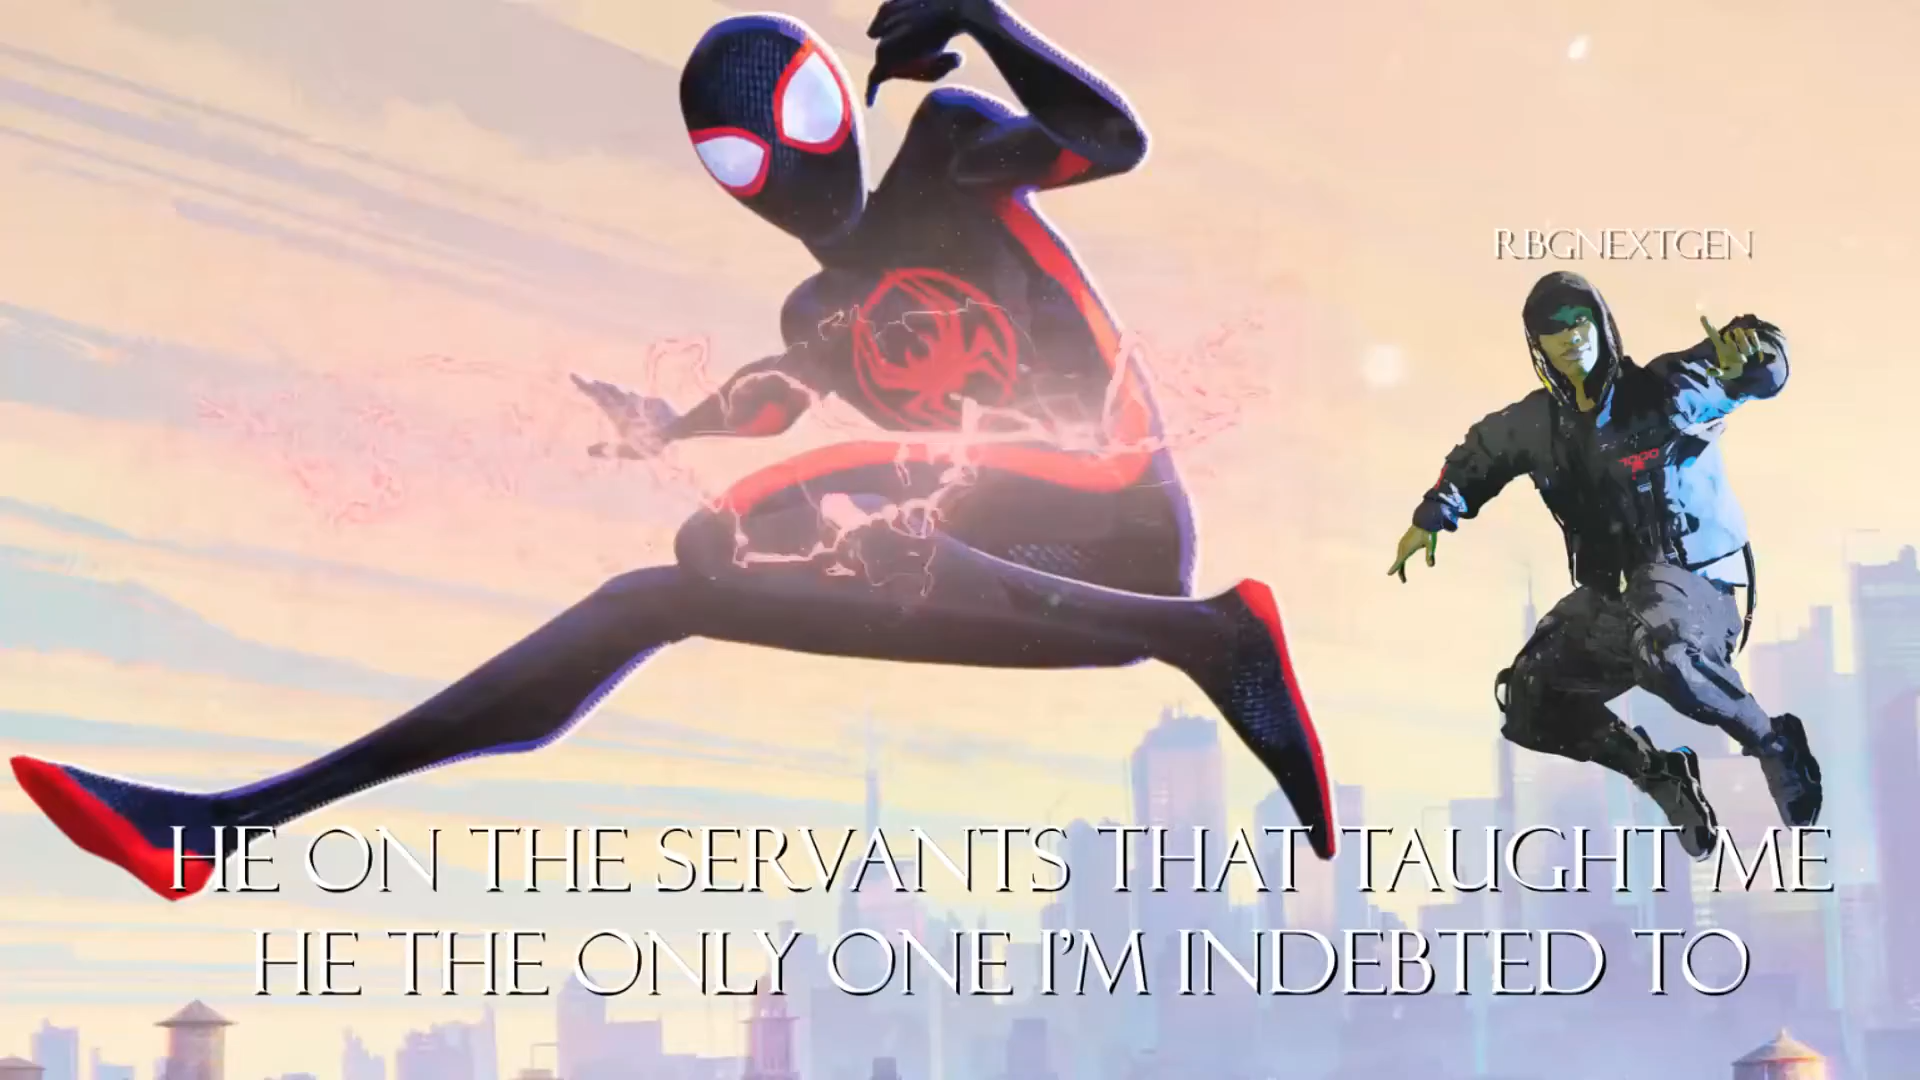 RBGNEXTGEN
HE ON THE SERVANTS THAT TAUGHT ME
HE THE ONLY ONE I'M INDEBTED TO